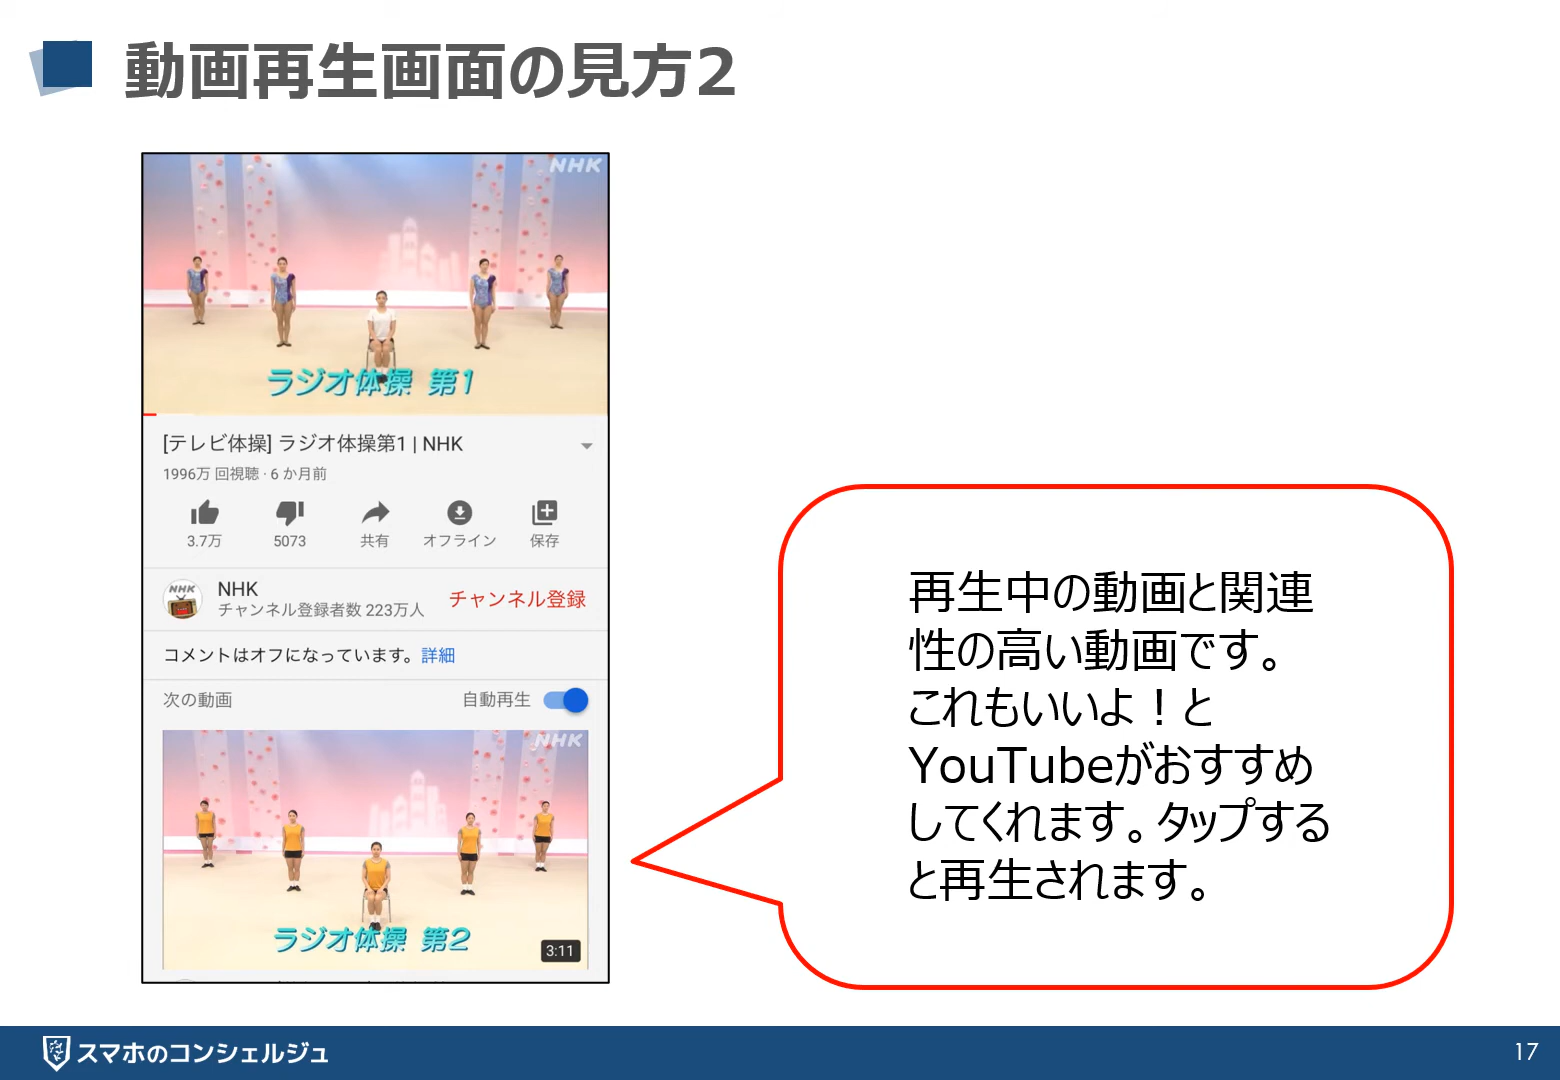 動画再生画面の見方2
NHK
ラジオ体操 第1
[テレビ体操] ラジオ体操第1 | NHK
1996万 回視聴 · 6 か月前
3.7万
5073
共有
オフライン
保存
NHK
NHK
チャンネル登録者数 223万人
チャンネル登録
コメントはオフになっています。詳細
次の動画
自動再生
NHK
ラジオ体操 第2
3:11
再生中の動画と関連
性の高い動画です。
これもいいよ！と
YouTubeがおすすめ
してくれます。タップする
と再生されます。
スマホのコンシェルジュ
17